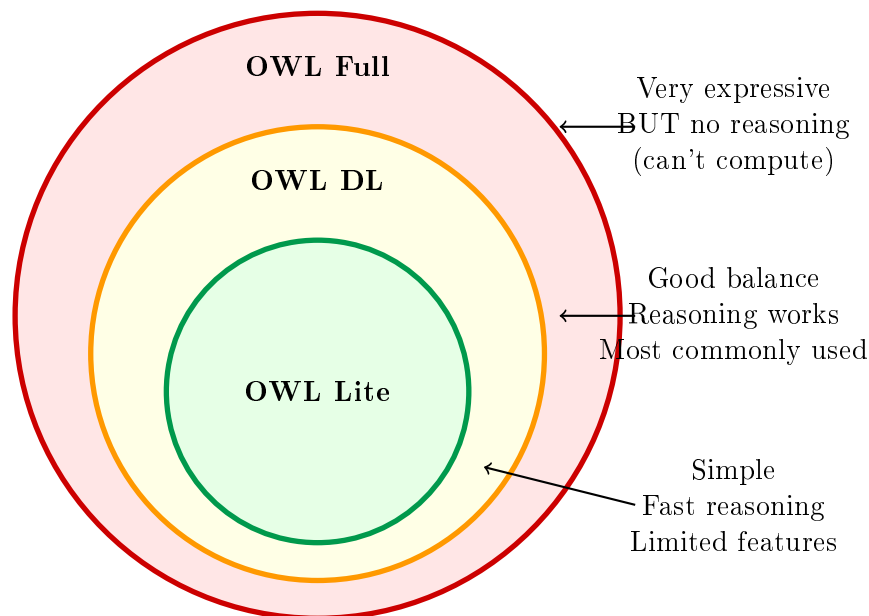 OWL Full
Very expressive
BUT no reasoning
(can't compute)
OWL DL
Good balance
Reasoning works
Most commonly used
OWL Lite
Simple
Fast reasoning
Limited features